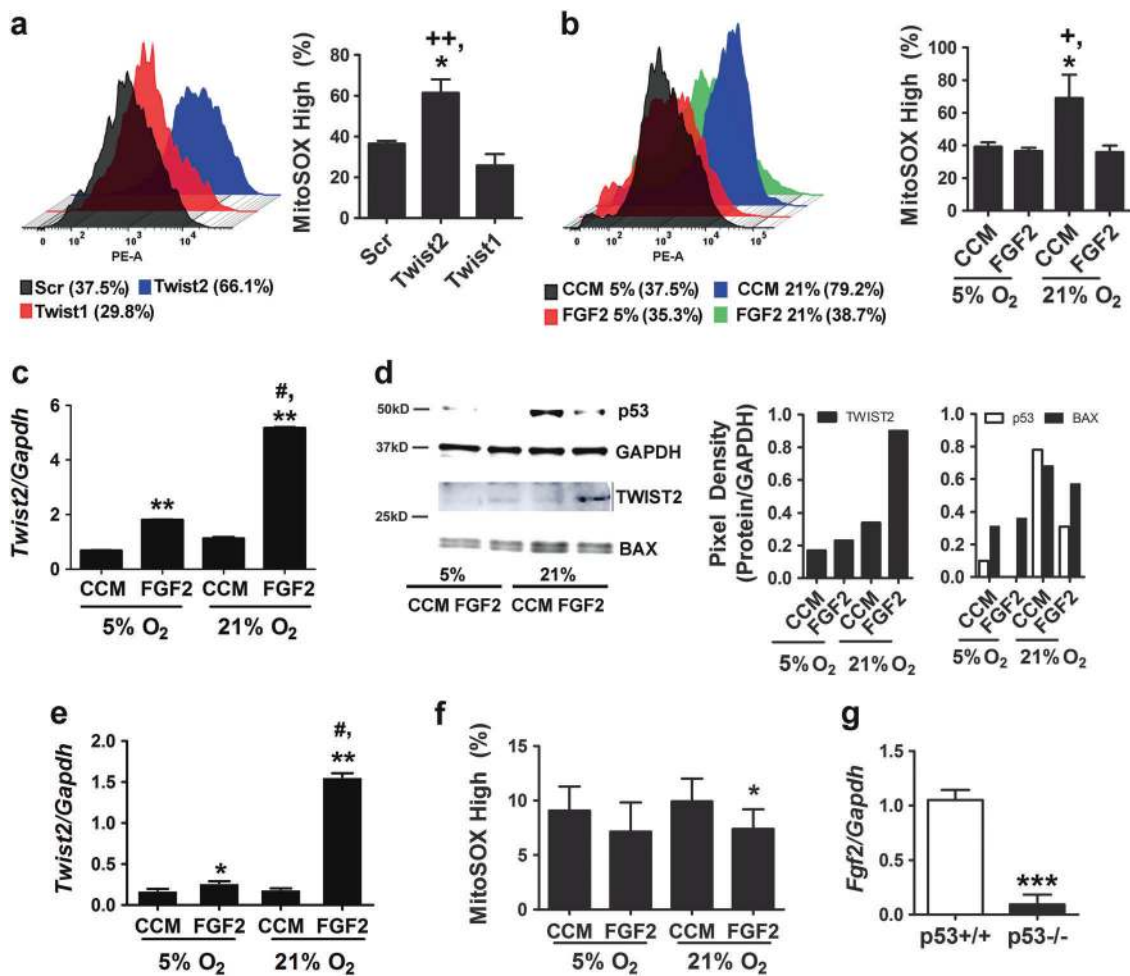 a
0 10² 10³ 10⁴
PE-A
Scr (37.5%) Twist2 (66.1%)
Twist1 (29.8%)
MitoSOX High (%)
80
60
40
20
0
++,
*
Scr Twist2 Twist1
b
0 10² 10³ 10⁴ 10⁵
PE-A
CCM 5% (37.5%) CCM 21% (79.2%)
FGF2 5% (35.3%) FGF2 21% (38.7%)
MitoSOX High (%)
100
80
60
40
20
0
+,
*
CCM FGF2 CCM FGF2
5% O₂ 21% O₂
c
Twist2/Gapdh
6
4
2
0
**
#,
**
CCM FGF2 CCM FGF2
5% O₂ 21% O₂
d
50kD p53
37kD GAPDH
TWIST2
25kD
BAX
5% 21%
CCM FGF2 CCM FGF2
Pixel Density
(Protein/GAPDH)
1.0
0.8
0.6
0.4
0.2
0.0
TWIST2
CCM FGF2 CCM FGF2
5% O₂ 21% O₂
1.0
0.8
0.6
0.4
0.2
0.0
p53 BAX
CCM FGF2 CCM FGF2
5% O₂ 21% O₂
e
Twist2/Gapdh
2.0
1.5
1.0
0.5
0.0
*
#,
**
CCM FGF2 CCM FGF2
5% O₂ 21% O₂
f
MitoSOX High (%)
15
10
5
0
*
CCM FGF2 CCM FGF2
5% O₂ 21% O₂
g
Fgf2/Gapdh
1.5
1.0
0.5
0.0
***
p53+/+ p53-/-